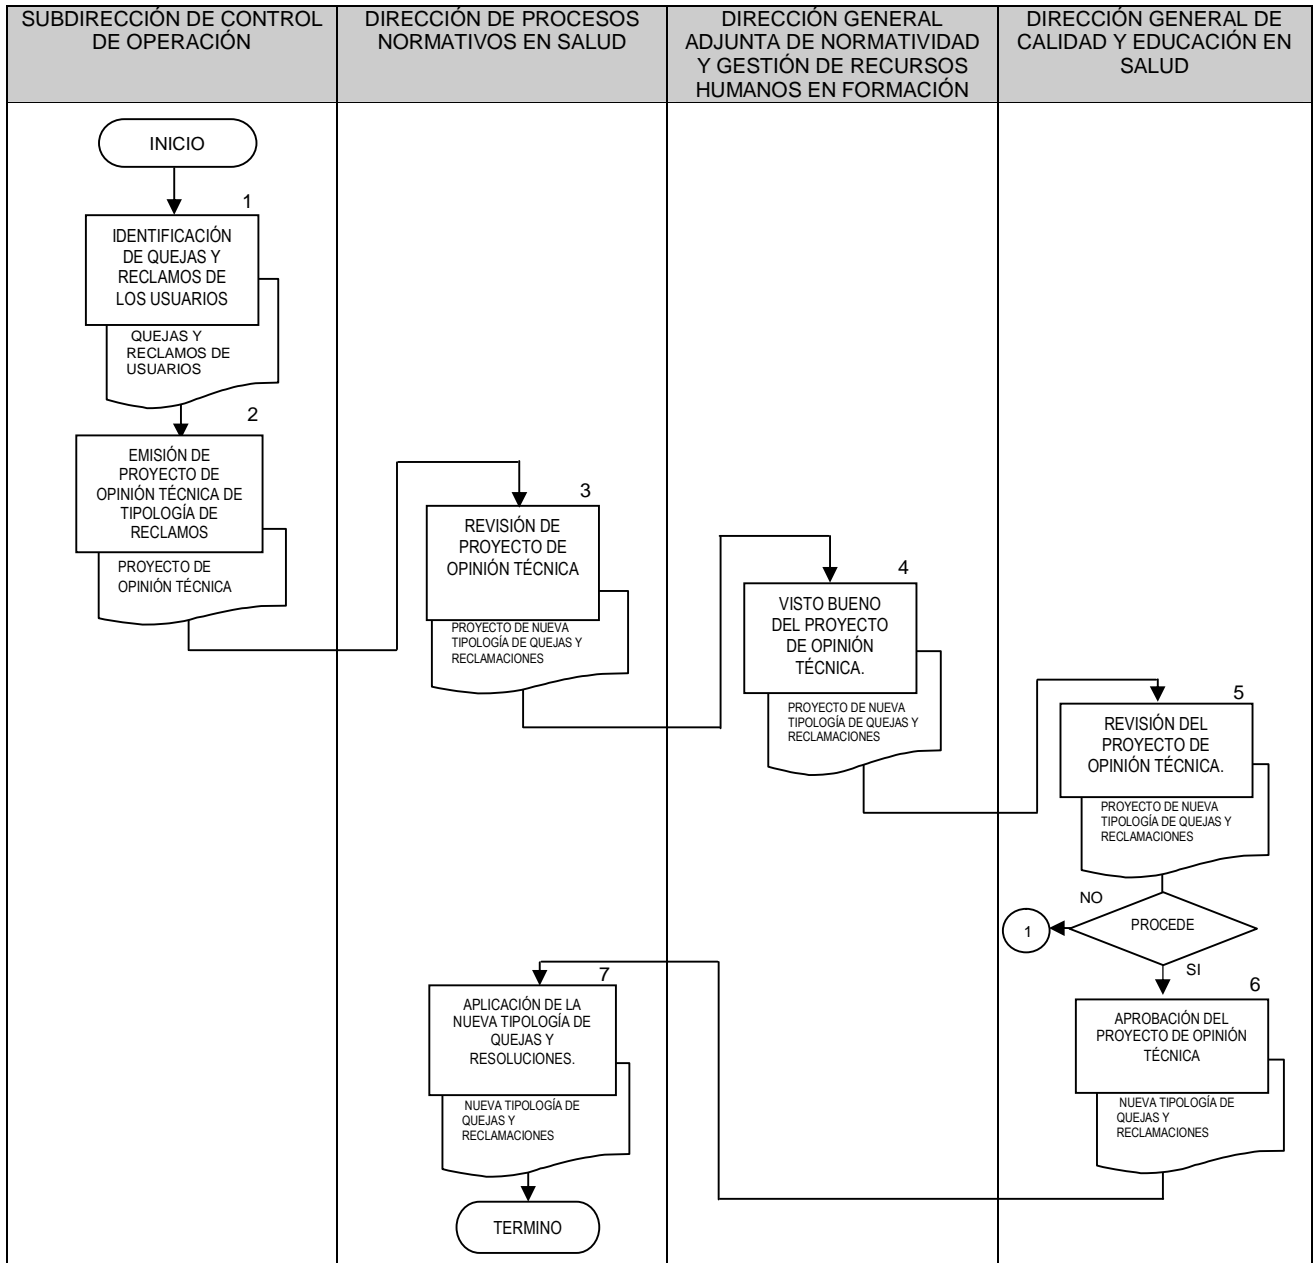 SUBDIRECCIÓN DE CONTROL
DE OPERACIÓN
DIRECCIÓN DE PROCESOS
NORMATIVOS EN SALUD
DIRECCIÓN GENERAL
ADJUNTA DE NORMATIVIDAD
Y GESTIÓN DE RECURSOS
HUMANOS EN FORMACIÓN
DIRECCIÓN GENERAL DE
CALIDAD Y EDUCACIÓN EN
SALUD
INICIO
1
IDENTIFICACIÓN
DE QUEJAS Y
RECLAMOS DE
LOS USUARIOS
QUEJAS Y
RECLAMOS DE
USUARIOS
2
EMISIÓN DE
PROYECTO DE
OPINIÓN TÉCNICA DE
TIPOLOGÍA DE
RECLAMOS
PROYECTO DE
OPINIÓN TÉCNICA
3
REVISIÓN DE
PROYECTO DE
OPINIÓN TÉCNICA
PROYECTO DE NUEVA
TIPOLOGÍA DE QUEJAS Y
RECLAMACIONES
4
VISTO BUENO
DEL PROYECTO
DE OPINIÓN
TÉCNICA.
PROYECTO DE NUEVA
TIPOLOGÍA DE QUEJAS Y
RECLAMACIONES
5
REVISIÓN DEL
PROYECTO DE
OPINIÓN TÉCNICA.
PROYECTO DE NUEVA
TIPOLOGÍA DE QUEJAS Y
RECLAMACIONES
NO
1
PROCEDE
SI
6
APROBACIÓN DEL
PROYECTO DE OPINIÓN
TÉCNICA
NUEVA TIPOLOGÍA DE
QUEJAS Y
RECLAMACIONES
7
APLICACIÓN DE LA
NUEVA TIPOLOGÍA DE
QUEJAS Y
RESOLUCIONES.
NUEVA TIPOLOGÍA DE
QUEJAS Y
RECLAMACIONES
TERMINO